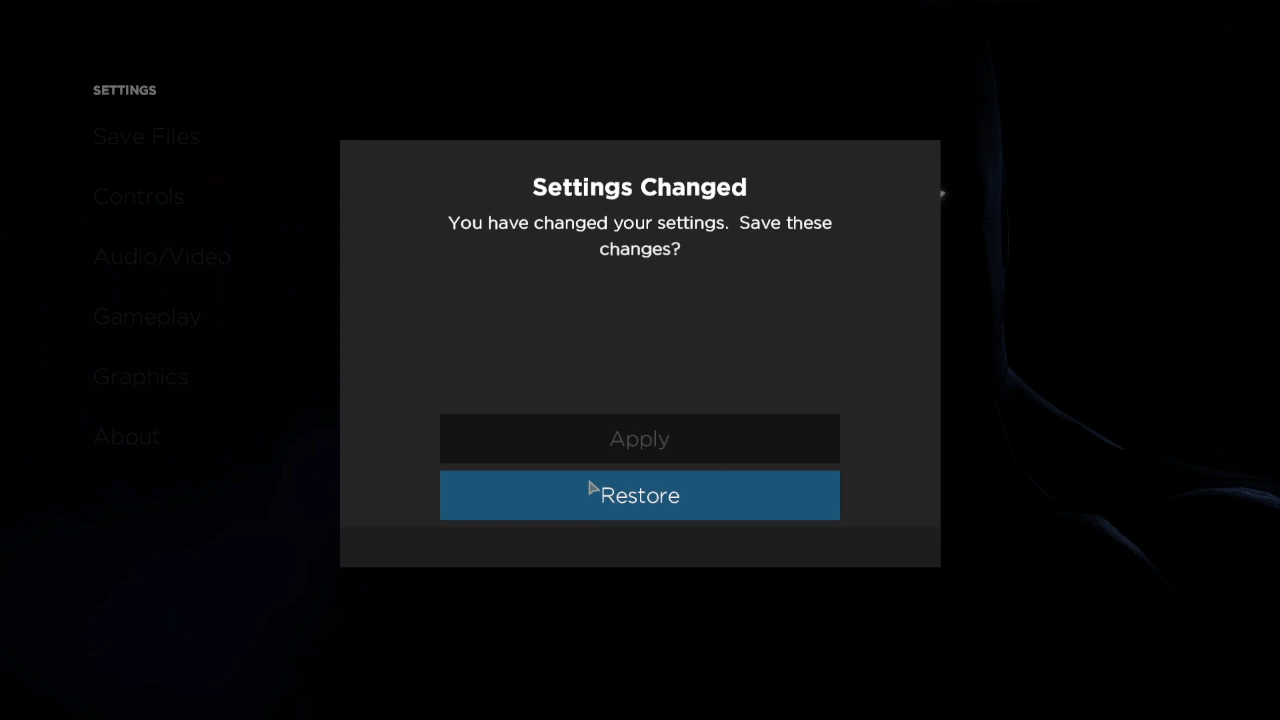 SETTINGS
Save Files
Controls
Audio/Video
Gameplay
Graphics
About
Settings Changed
You have changed your settings.  Save these
changes?
Apply
Restore